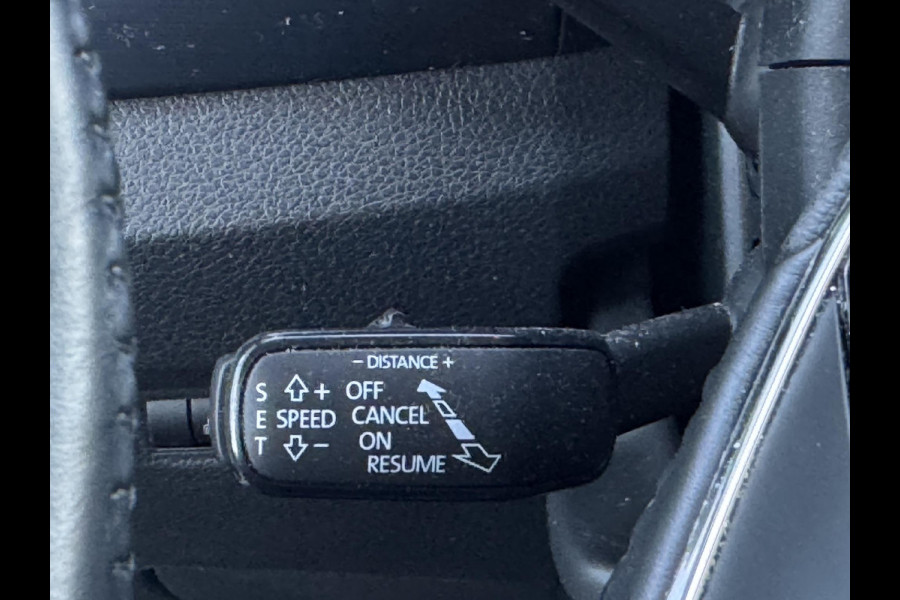 − DISTANCE +
S + OFF
E SPEED CANCEL
T − ON
RESUME